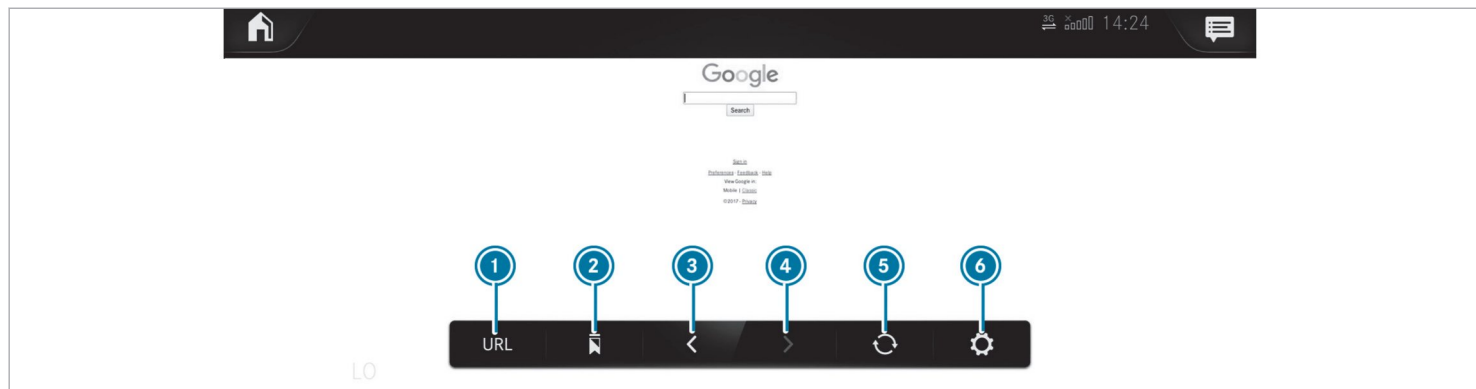 3G 14:24
Google
Search
Sign in
Preferences - Feedback - Help
View Google in:
Mobile | Classic
©2017 - Privacy
1 2 3 4 5 6
URL
LO